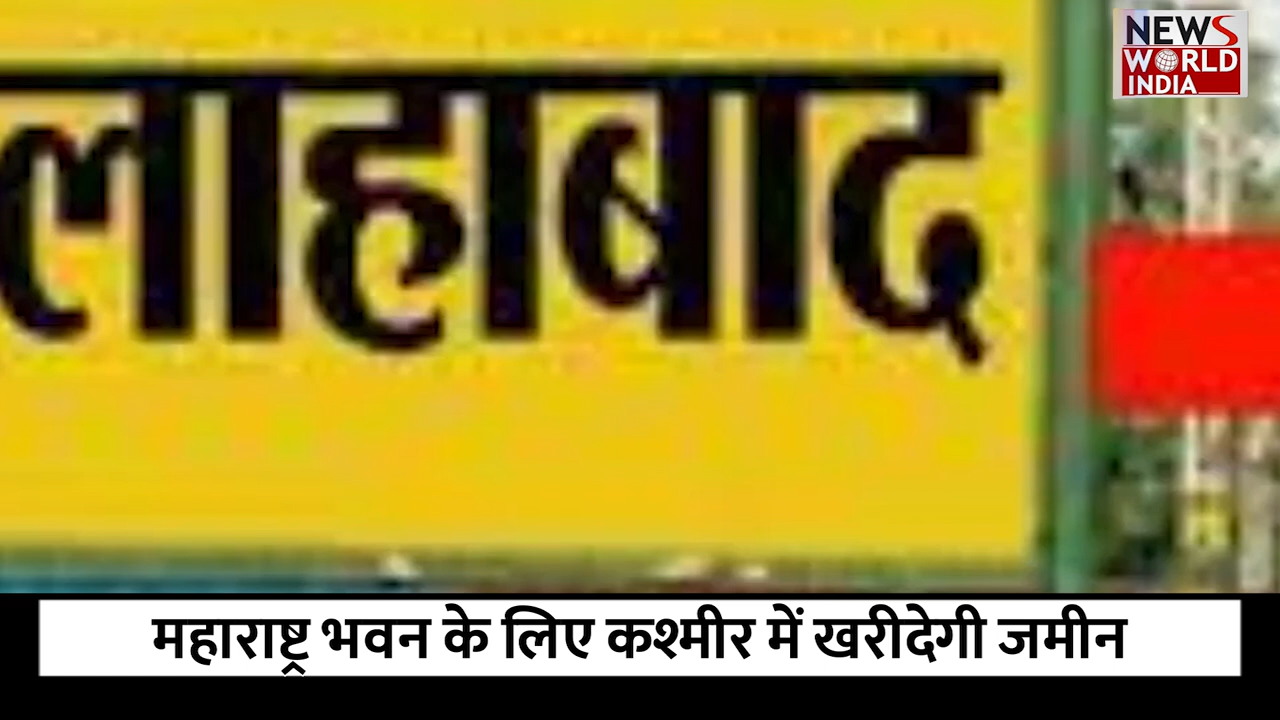 NEWS
WORLD
INDIA
लाहाबाद
महाराष्ट्र भवन के लिए कश्मीर में खरीदेगी जमीन